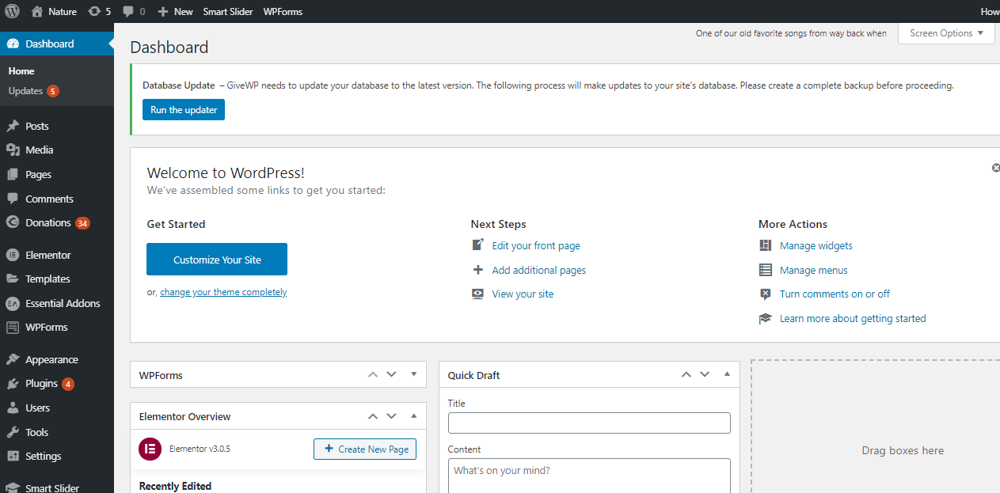 Nature 5 0 New Smart Slider WPForms How
Dashboard
Home
Updates 5
Posts
Media
Pages
Comments
Donations 34
Elementor
Templates
EA Essential Addons
WPForms
Appearance
Plugins 4
Users
Tools
Settings
Smart Slider
One of our old favorite songs from way back when
Screen Options
Dashboard
Database Update – GiveWP needs to update your database to the latest version. The following process will make updates to your site's database. Please create a complete backup before proceeding.
Run the updater
Welcome to WordPress!
We've assembled some links to get you started:
Get Started
Customize Your Site
or, change your theme completely
Next Steps
Edit your front page
Add additional pages
View your site
More Actions
Manage widgets
Manage menus
Turn comments on or off
Learn more about getting started
WPForms
Elementor Overview
Elementor v3.0.5
Create New Page
Recently Edited
Quick Draft
Title
Content
What's on your mind?
Drag boxes here